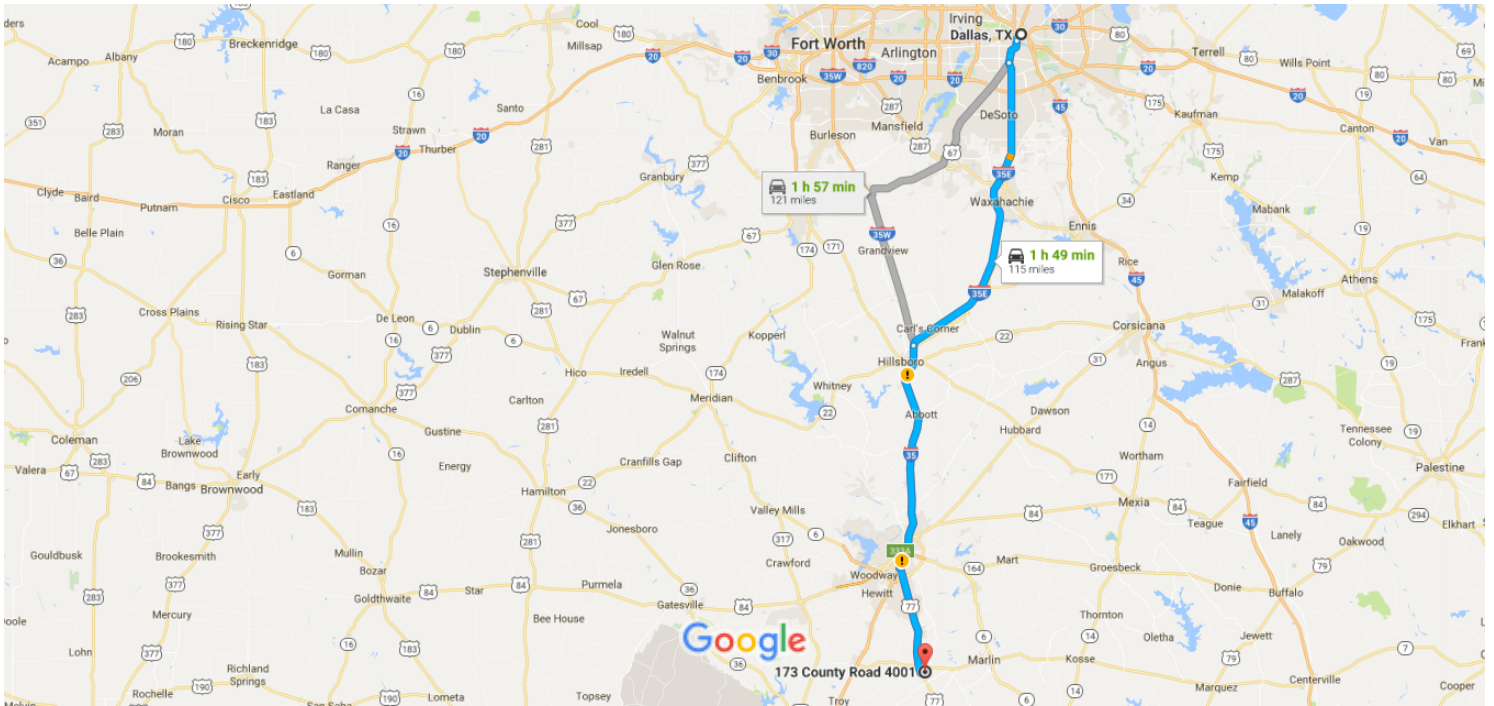 Irving
Dallas, TX
Fort Worth
Arlington
Benbrook
Cool
Millsap
Breckenridge
Albany
Acampo
Terrell
Wills Point
La Casa
Santo
Moran
Strawn
Thurber
Ranger
Burleson
Mansfield
DeSoto
Kaufman
Canton
Van
Granbury
Clyde
Baird
Putnam
Cisco
Eastland
1 h 57 min
121 miles
Waxahachie
Kemp
Mabank
Ennis
Belle Plain
Grandview
1 h 49 min
115 miles
Rice
Gorman
Stephenville
Glen Rose
Athens
Malakoff
Cross Plains
Rising Star
De Leon
Dublin
Walnut
Springs
Kopperl
Carl's Corner
Corsicana
Hillsboro
Angus
Hico
Iredell
Whitney
Comanche
Carlton
Meridian
Abbott
Dawson
Hubbard
Gustine
Tennessee
Colony
Coleman
Lake
Brownwood
Clifton
Cranfills Gap
Wortham
Valera
Energy
Early
Bangs
Brownwood
Hamilton
Palestine
Fairfield
Mexia
Valley Mills
Teague
Elkhart
Jonesboro
Lanely
Oakwood
Gouldbusk
Brookesmith
Mullin
Crawford
Mart
Groesbeck
Woodway
Bozar
Hewitt
Donie
Buffalo
Goldthwaite
Star
Purmela
Gatesville
Mercury
Bee House
Thornton
Google
Oletha
Jewett
Lohn
Marlin
Kosse
173 County Road 4001
Richland
Springs
Rochelle
Lometa
Topsey
Troy
Marquez
Centerville
Cooper
San Saba